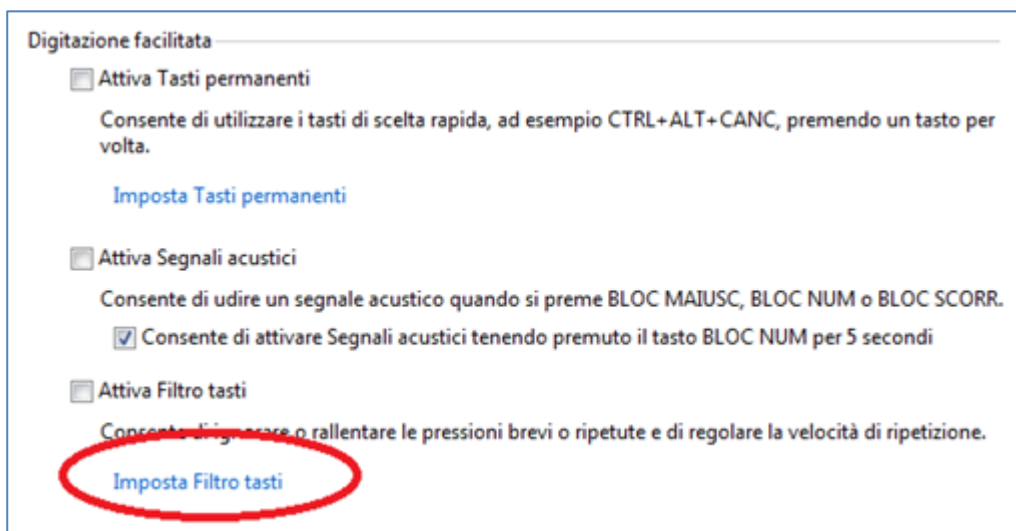 Digitazione facilitata
Attiva Tasti permanenti
Consente di utilizzare i tasti di scelta rapida, ad esempio CTRL+ALT+CANC, premendo un tasto per
volta.
Imposta Tasti permanenti
Attiva Segnali acustici
Consente di udire un segnale acustico quando si preme BLOC MAIUSC, BLOC NUM o BLOC SCORR.
Consente di attivare Segnali acustici tenendo premuto il tasto BLOC NUM per 5 secondi
Attiva Filtro tasti
Consente di ignorare o rallentare le pressioni brevi o ripetute e di regolare la velocità di ripetizione.
Imposta Filtro tasti